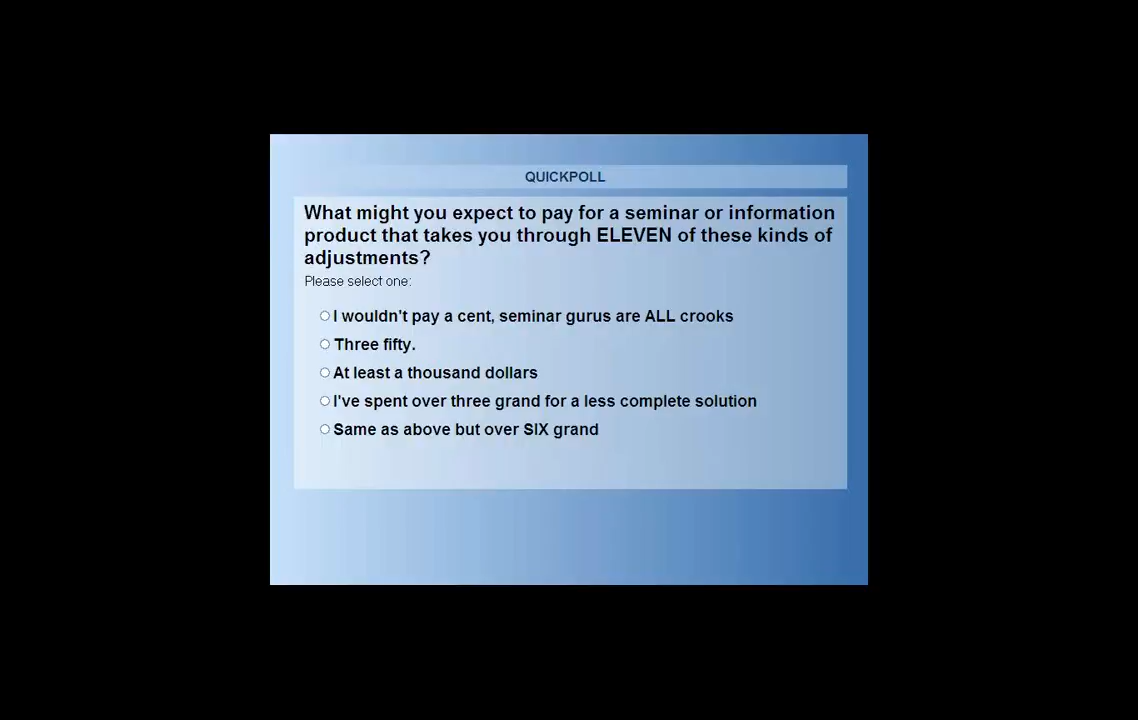 QUICKPOLL
What might you expect to pay for a seminar or information
product that takes you through ELEVEN of these kinds of
adjustments?
Please select one:
I wouldn't pay a cent, seminar gurus are ALL crooks
Three fifty.
At least a thousand dollars
I've spent over three grand for a less complete solution
Same as above but over SIX grand